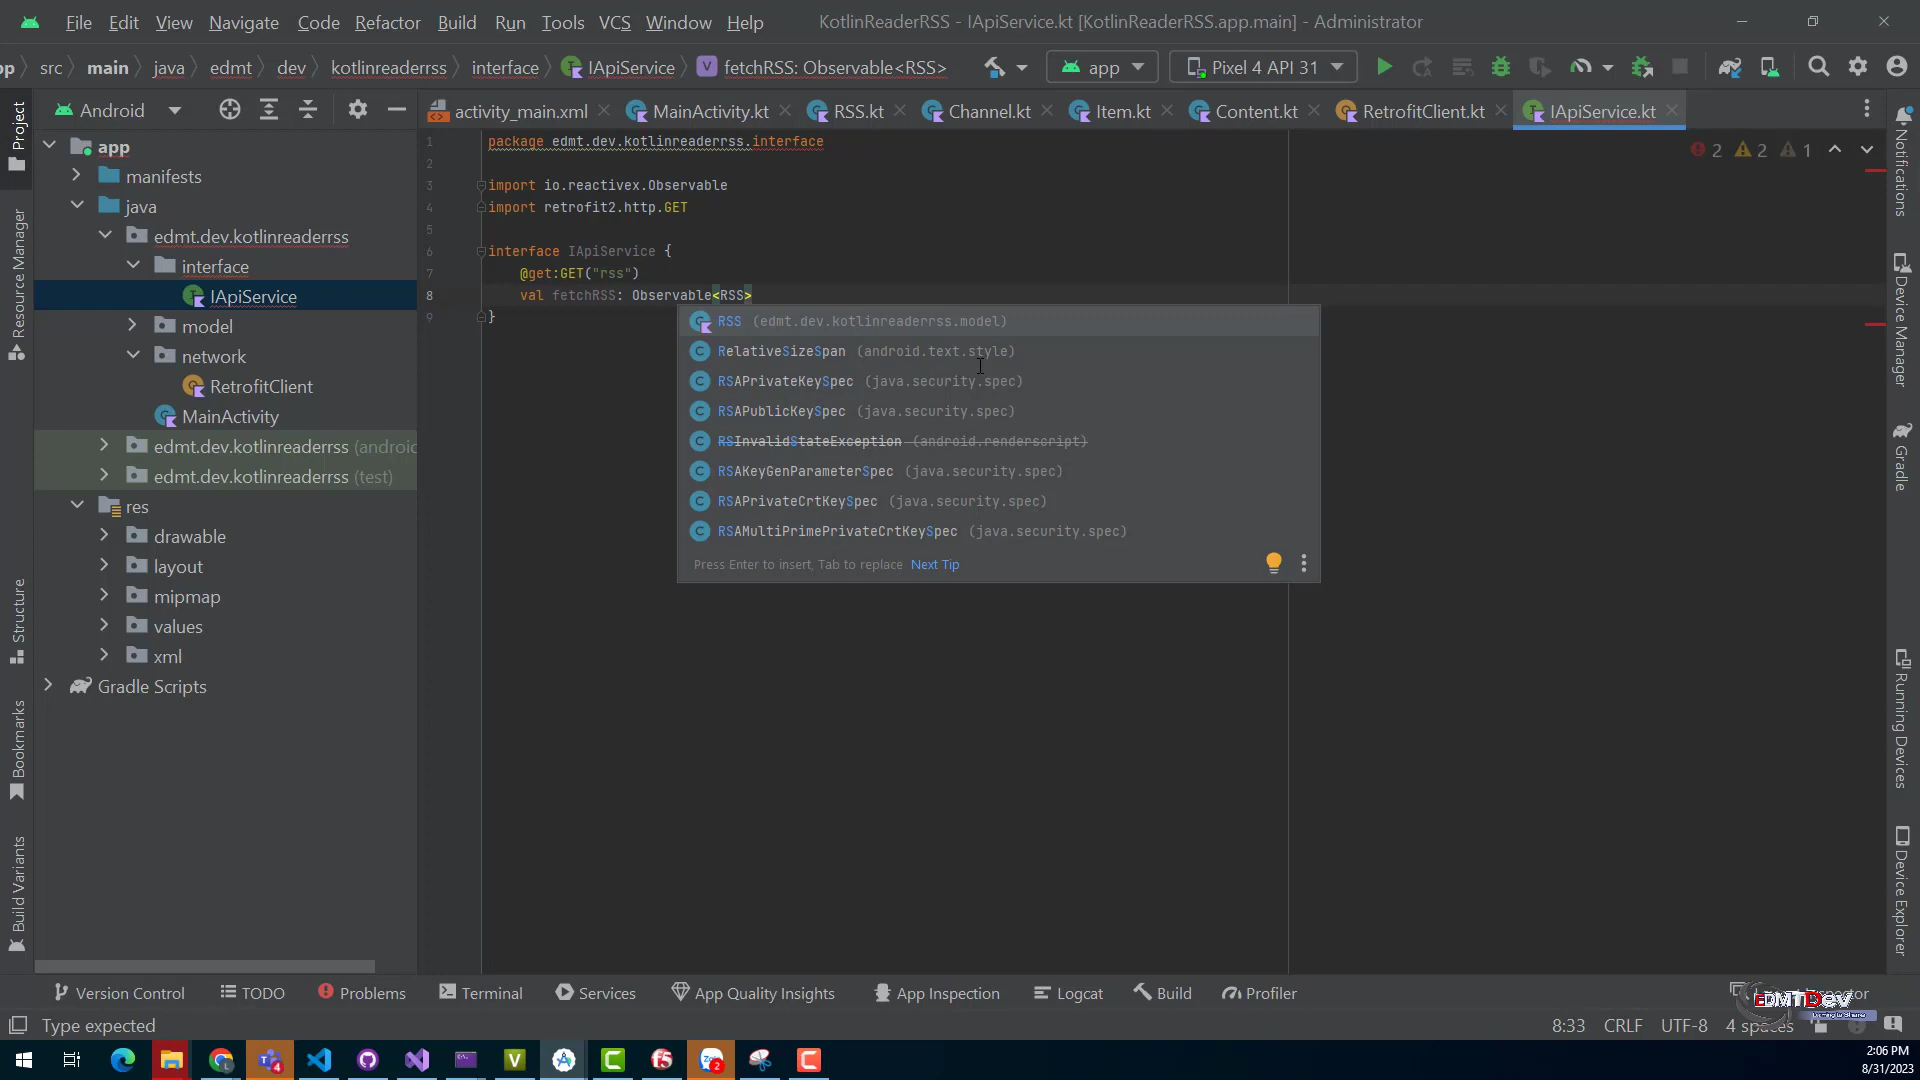 File Edit View Navigate Code Refactor Build Run Tools VCS Window Help KotlinReaderRSS - IApiService.kt [KotlinReaderRSS.app.main] - Administrator
pp src main java edmt dev kotlinreaderrss interface IApiService fetchRSS: Observable<RSS> app Pixel 4 API 31
Android activity_main.xml MainActivity.kt RSS.kt Channel.kt Item.kt Content.kt RetrofitClient.kt IApiService.kt
Project
Resource Manager
Structure
Bookmarks
Build Variants
app
manifests
java
edmt.dev.kotlinreaderrss
interface
IApiService
model
network
RetrofitClient
MainActivity
edmt.dev.kotlinreaderrss (androic
edmt.dev.kotlinreaderrss (test)
res
drawable
layout
mipmap
values
xml
Gradle Scripts
2 2 1
1 package edmt.dev.kotlinreaderrss.interface
2
3 import io.reactivex.Observable
4 import retrofit2.http.GET
5
6 interface IApiService {
7 @get:GET("rss")
8 val fetchRSS: Observable<RSS>
9 }
RSS (edmt.dev.kotlinreaderrss.model)
RelativeSizeSpan (android.text.style)
RSAPrivateKeySpec (java.security.spec)
RSAPublicKeySpec (java.security.spec)
RSInvalidStateException (android.renderscript)
RSAKeyGenParameterSpec (java.security.spec)
RSAPrivateCrtKeySpec (java.security.spec)
RSAMultiPrimePrivateCrtKeySpec (java.security.spec)
Press Enter to insert, Tab to replace Next Tip
Notifications
Device Manager
Gradle
Running Devices
Device Explorer
Version Control TODO Problems Terminal Services App Quality Insights App Inspection Logcat Build Profiler
EDMTDev
Type expected 8:33 CRLF UTF-8 4 spaces
4 2
2:06 PM
8/31/2023